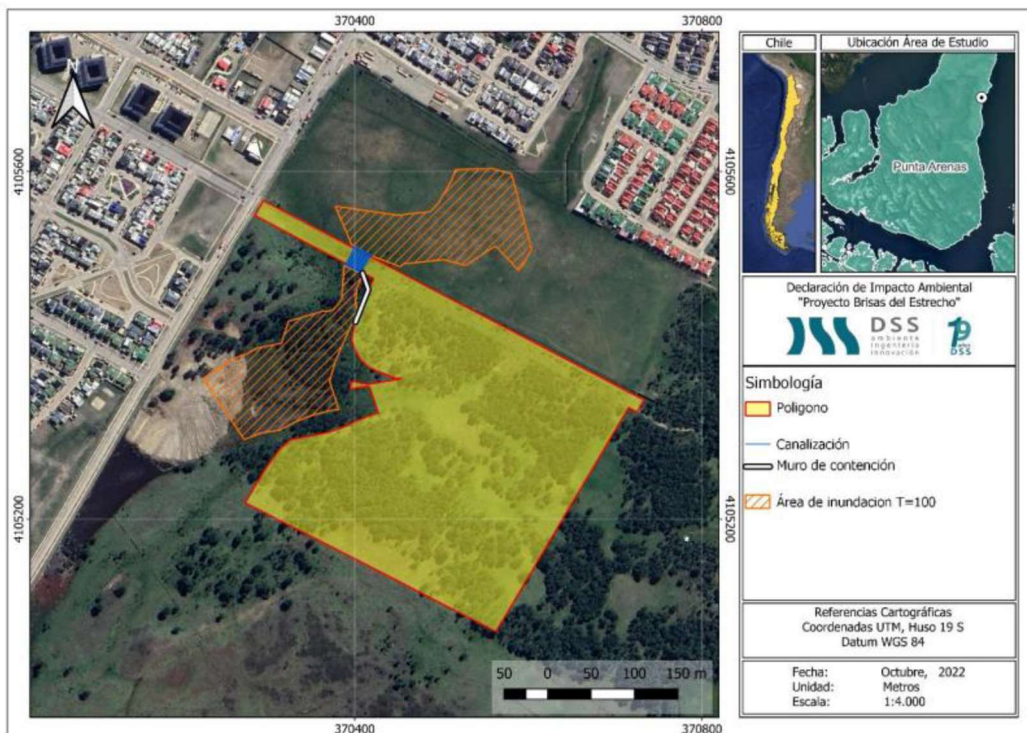 370400
370800
4105600
4105200
N
4105600
4105200
50 0 50 100 150 m
370400
370800
Chile
Ubicación Área de Estudio
Punta Arenas
Declaración de Impacto Ambiental
"Proyecto Brisas del Estrecho"
DSS
ambiente
ingeniería
innovación
19
años
DSS
Simbología
Poligono
Canalización
Muro de contención
Área de inundacion T=100
Referencias Cartográficas
Coordenadas UTM, Huso 19 S
Datum WGS 84
Fecha: Octubre, 2022
Unidad: Metros
Escala: 1:4.000